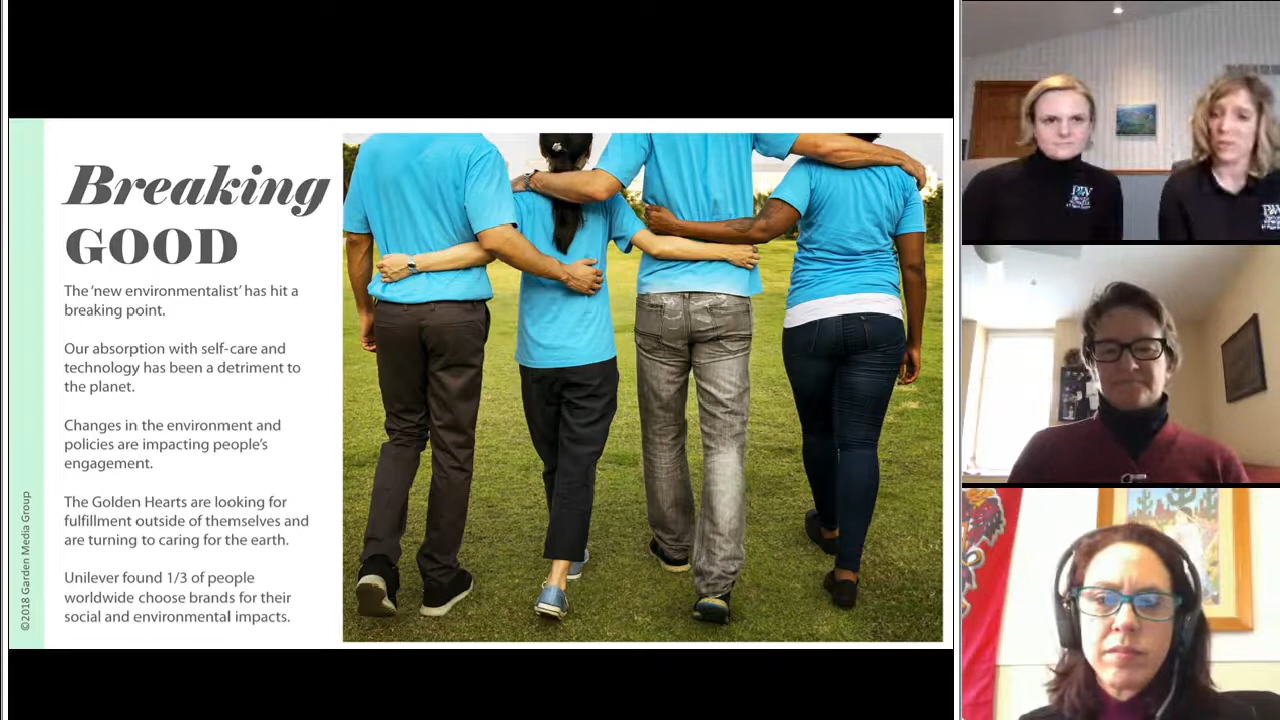 Breaking
GOOD
The ‘new environmentalist’ has hit a
breaking point.
Our absorption with self-care and
technology has been a detriment to
the planet.
Changes in the environment and
policies are impacting people’s
engagement.
The Golden Hearts are looking for
fulfillment outside of themselves and
are turning to caring for the earth.
Unilever found 1/3 of people
worldwide choose brands for their
social and environmental impacts.
©2018 Garden Media Group